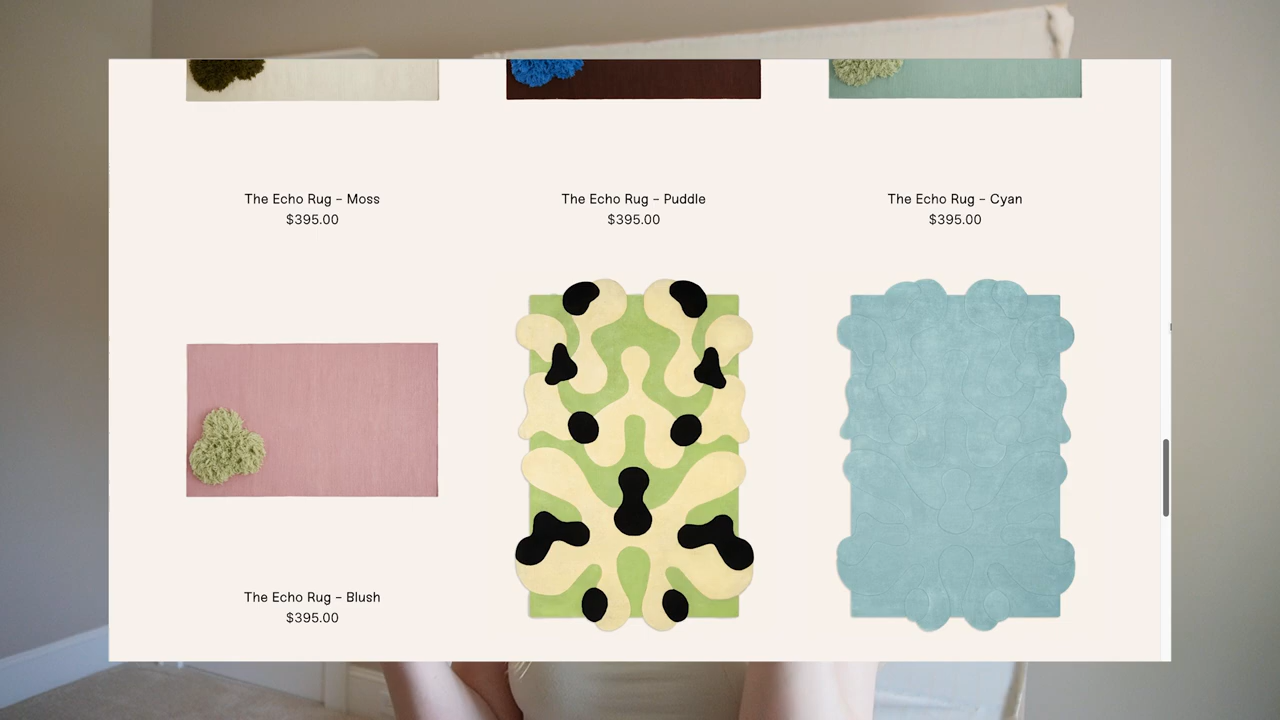 The Echo Rug – Moss
$395.00
The Echo Rug – Puddle
$395.00
The Echo Rug – Cyan
$395.00
The Echo Rug – Blush
$395.00